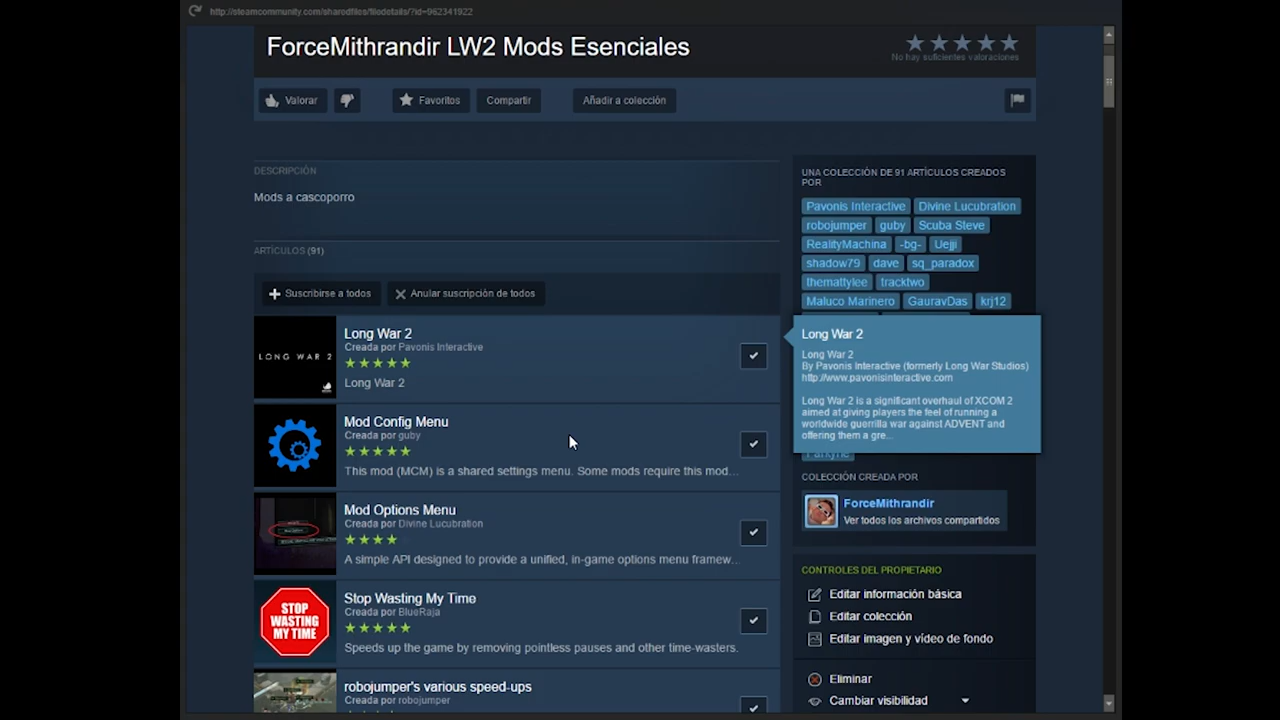 http://steamcommunity.com/sharedfiles/filedetails/?id=962341922
ForceMithrandir LW2 Mods Esenciales
No hay suficientes valoraciones
Valorar
Favoritos
Compartir
Añadir a colección
DESCRIPCIÓN
Mods a cascoporro
ARTÍCULOS (91)
Suscribirse a todos
Anular suscripción de todos
LONG WAR 2
Long War 2
Creada por Pavonis Interactive
Long War 2
Mod Config Menu
Creada por guby
This mod (MCM) is a shared settings menu. Some mods require this mod...
Mod Options Menu
Creada por Divine Lucubration
A simple API designed to provide a unified, in-game options menu framew...
STOP
WASTING
MY TIME
Stop Wasting My Time
Creada por BlueRaja
Speeds up the game by removing pointless pauses and other time-wasters.
robojumper's various speed-ups
Creada por robojumper
UNA COLECCIÓN DE 91 ARTÍCULOS CREADOS
POR
Pavonis Interactive Divine Lucubration
robojumper guby Scuba Steve
RealityMachina -bg- Uejji
shadow79 dave sq_paradox
themattylee tracktwo
Maluco Marinero GauravDas krj12
Long War 2
Long War 2
By Pavonis Interactive (formerly Long War Studios)
http://www.pavonisinteractive.com
Long War 2 is a significant overhaul of XCOM 2
aimed at giving players the feel of running a
worldwide guerrilla war against ADVENT and
offering them a gre...
COLECCIÓN CREADA POR
ForceMithrandir
Ver todos los archivos compartidos
CONTROLES DEL PROPIETARIO
Editar información básica
Editar colección
Editar imagen y vídeo de fondo
Eliminar
Cambiar visibilidad